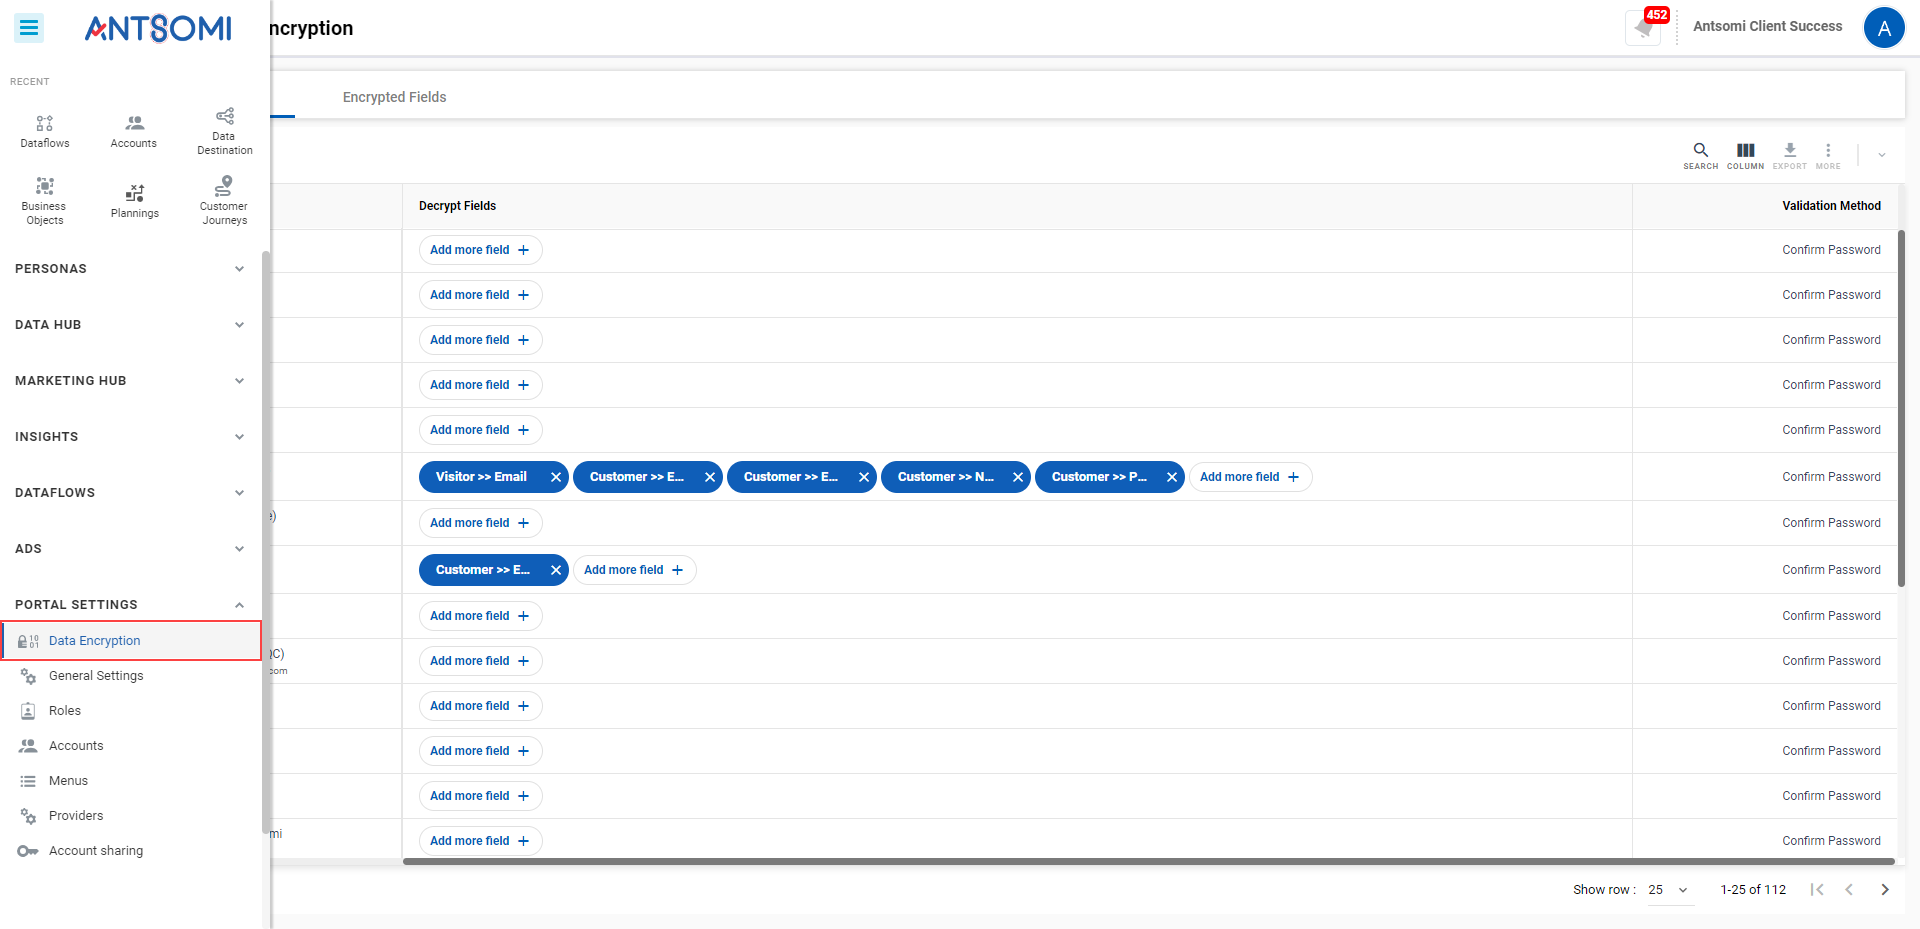 ANTSOMI
ncryption
452
Antsomi Client Success
A
RECENT
Dataflows
Accounts
Data
Destination
Business
Objects
Plannings
Customer
Journeys
PERSONAS
DATA HUB
MARKETING HUB
INSIGHTS
DATAFLOWS
ADS
PORTAL SETTINGS
Data Encryption
General Settings
Roles
Accounts
Menus
Providers
Account sharing
Encrypted Fields
SEARCH
COLUMN
EXPORT
MORE
Decrypt Fields
Validation Method
Add more field +
Confirm Password
Add more field +
Confirm Password
Add more field +
Confirm Password
Add more field +
Confirm Password
Add more field +
Confirm Password
Visitor >> Email
Customer >> E...
Customer >> E...
Customer >> N...
Customer >> P...
Add more field +
Confirm Password
e)
Add more field +
Confirm Password
Customer >> E...
Add more field +
Confirm Password
Add more field +
Confirm Password
QC)
com
Add more field +
Confirm Password
Add more field +
Confirm Password
Add more field +
Confirm Password
Add more field +
Confirm Password
mi
Add more field +
Confirm Password
Show row :
25
1-25 of 112